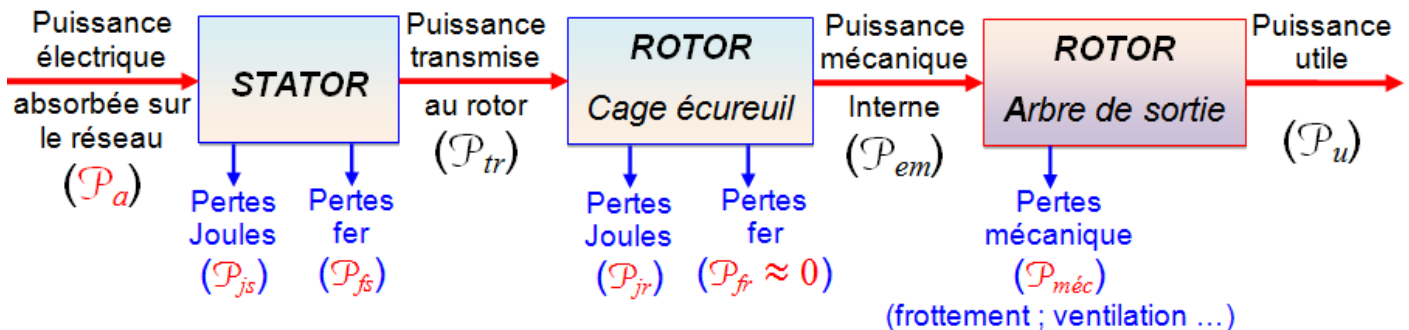 Puissance
électrique
absorbée sur
le réseau
(𝒫a)
STATOR
Pertes
Joules
(𝒫js)
Pertes
fer
(𝒫fs)
Puissance
transmise
au rotor
(𝒫tr)
ROTOR
Cage écureuil
Pertes
Joules
(𝒫jr)
Pertes
fer
(𝒫fr ≈ 0)
Puissance
mécanique
Interne
(𝒫em)
ROTOR
Arbre de sortie
Pertes
mécanique
(𝒫méc)
(frottement ; ventilation ...)
Puissance
utile
(𝒫u)